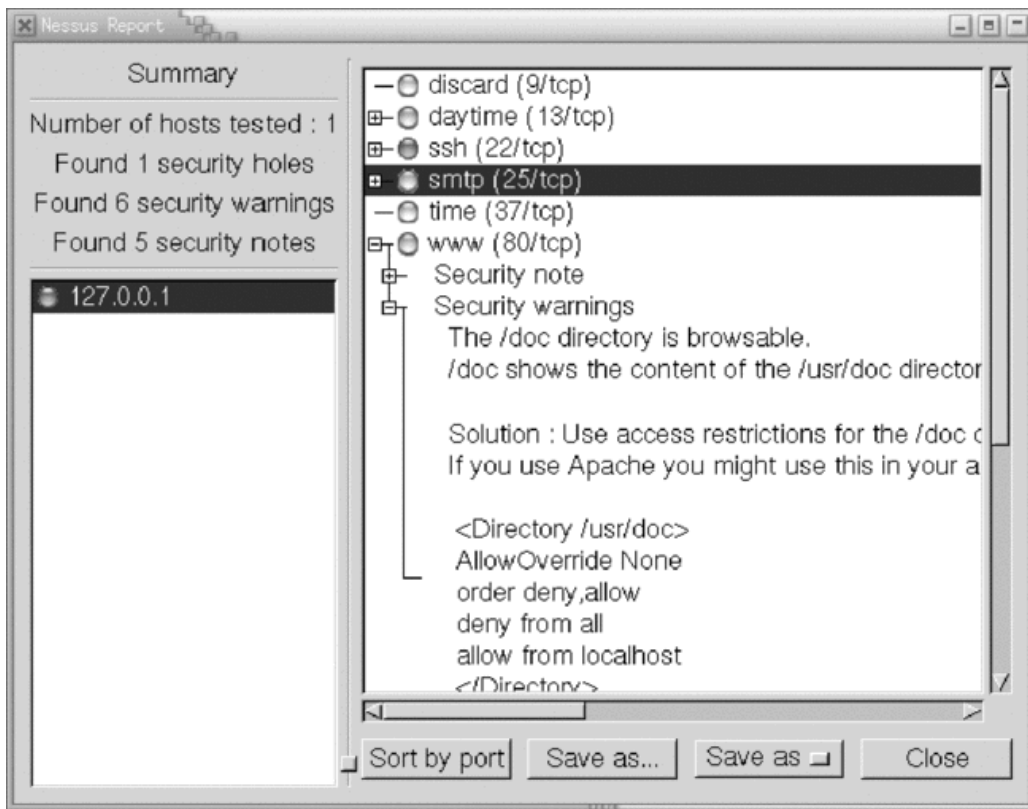 Nessus Report
Summary
Number of hosts tested : 1
Found 1 security holes
Found 6 security warnings
Found 5 security notes
127.0.0.1
discard (9/tcp)
daytime (13/tcp)
ssh (22/tcp)
smtp (25/tcp)
time (37/tcp)
www (80/tcp)
Security note
Security warnings
The /doc directory is browsable.
/doc shows the content of the /usr/doc director
Solution : Use access restrictions for the /doc
If you use Apache you might use this in your a
<Directory /usr/doc>
AllowOverride None
order deny,allow
deny from all
allow from localhost
</Directory>
Sort by port
Save as...
Save as
Close